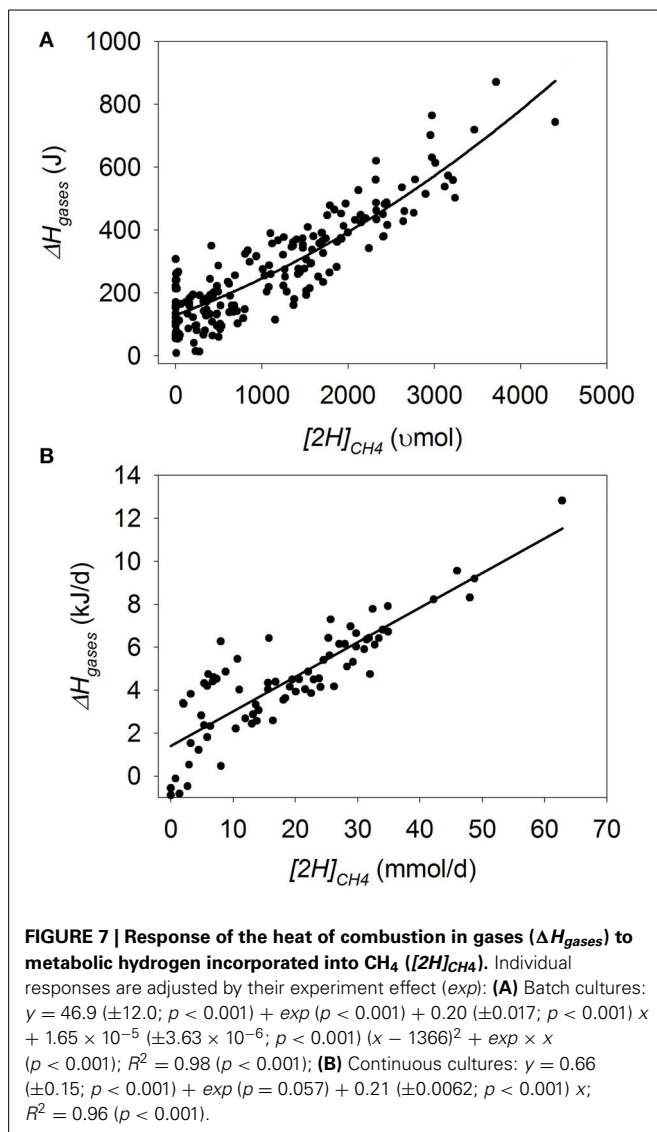 A
1000
800
600
400
200
0
ΔHgases (J)
0 1000 2000 3000 4000 5000
[2H]CH4 (υmol)
B
14
12
10
8
6
4
2
0
ΔHgases (kJ/d)
0 10 20 30 40 50 60 70
[2H]CH4 (mmol/d)
FIGURE 7 | Response of the heat of combustion in gases (ΔHgases) to
metabolic hydrogen incorporated into CH4 ([2H]CH4). Individual
responses are adjusted by their experiment effect (exp): (A) Batch cultures:
y = 46.9 (±12.0; p < 0.001) + exp (p < 0.001) + 0.20 (±0.017; p < 0.001) x
+ 1.65 × 10−5 (±3.63 × 10−6; p < 0.001) (x − 1366)2 + exp × x
(p < 0.001); R2 = 0.98 (p < 0.001); (B) Continuous cultures: y = 0.66
(±0.15; p < 0.001) + exp (p = 0.057) + 0.21 (±0.0062; p < 0.001) x;
R2 = 0.96 (p < 0.001).